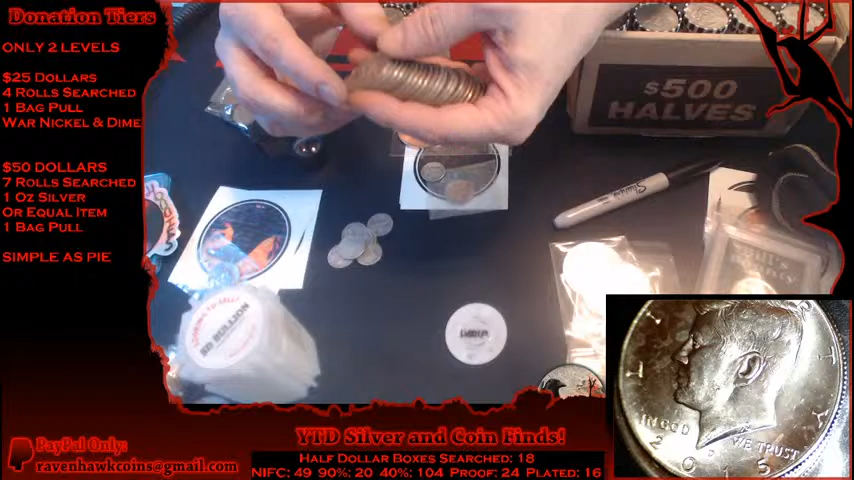 Donation Tiers
ONLY 2 LEVELS
$25 DOLLARS
4 ROLLS SEARCHED
1 BAG PULL
WAR NICKEL & DIME
$50 DOLLARS
7 ROLLS SEARCHED
1 OZ SILVER
OR EQUAL ITEM
1 BAG PULL
SIMPLE AS PIE
$500
HALVES
Sharpie
BULLION
IN GOD
WE TRUST
D
2015
PayPal Only:
ravenhawkcoins@gmail.com
YTD Silver and Coin Finds!
HALF DOLLAR BOXES SEARCHED: 18
NIFC: 49 90%: 20 40%: 104 PROOF: 24 PLATED: 16